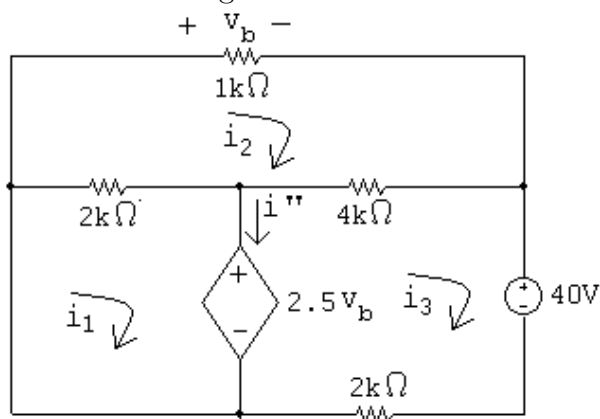 + v_b −
1kΩ
i_2
2kΩ
i"
4kΩ
+
−
2.5v_b
i_1
i_3
+
-
40V
2kΩ